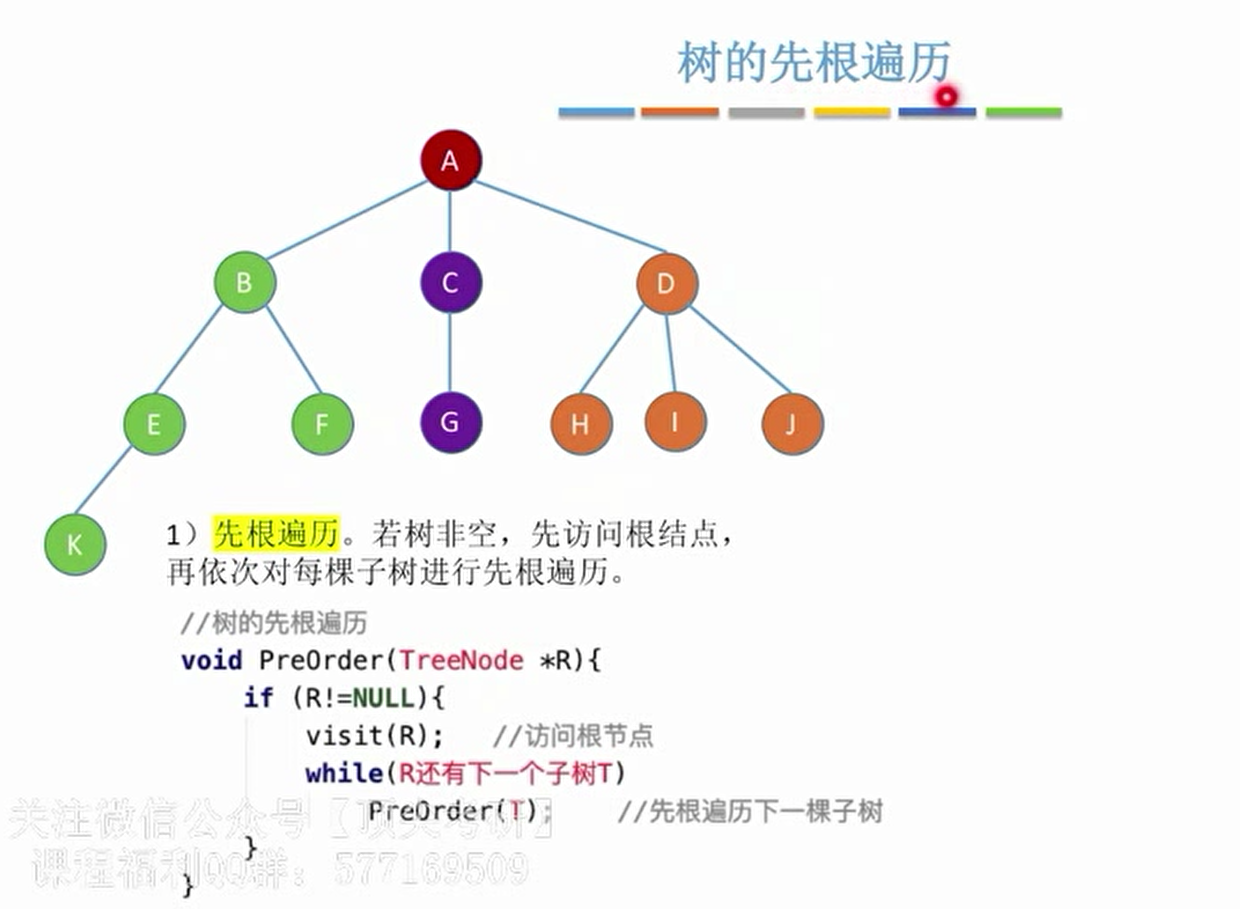 树的先根遍历
A
B C D
E F G H I J
K
1）先根遍历。若树非空，先访问根结点，
再依次对每棵子树进行先根遍历。
//树的先根遍历
void PreOrder(TreeNode *R){
if (R!=NULL){
visit(R); //访问根节点
while(R还有下一个子树T)
PreOrder(T); //先根遍历下一棵子树
}
}
关注微信公众号【顶尖考研】
课程福利QQ群：577169509